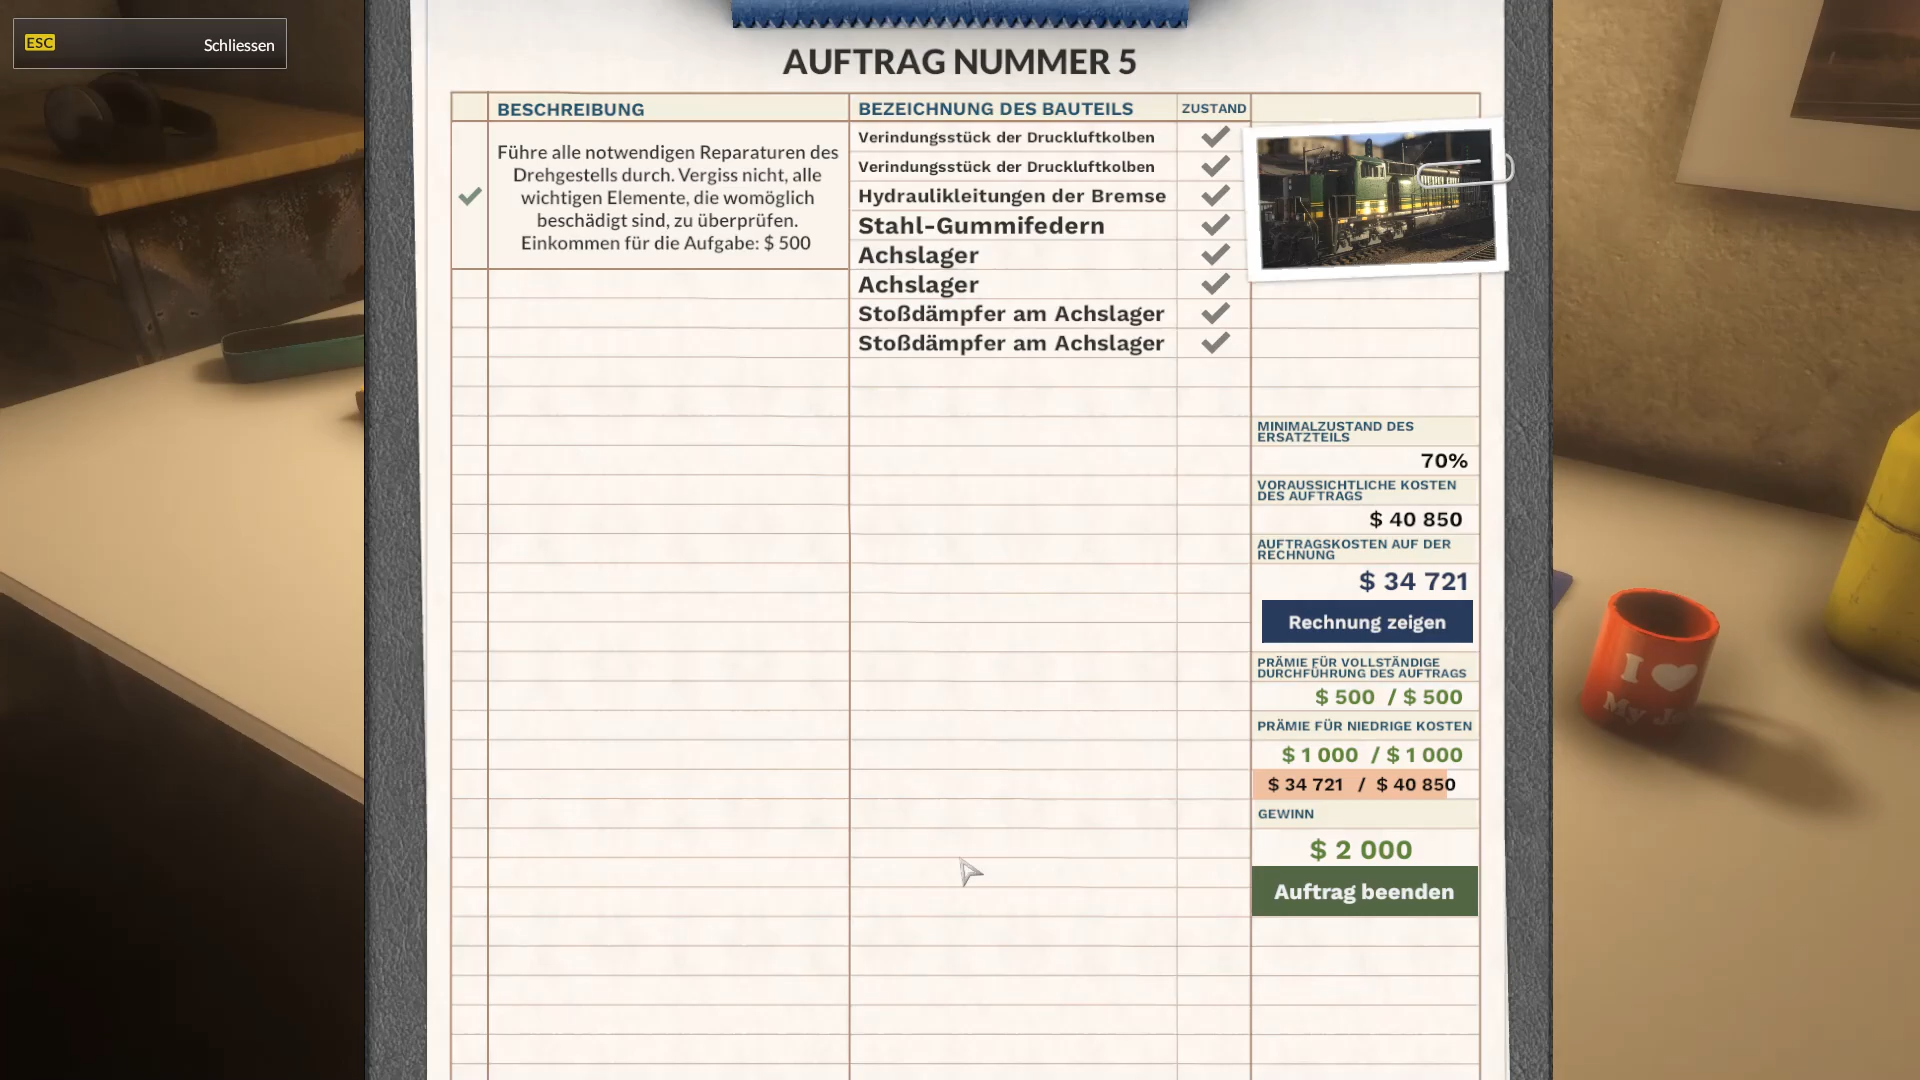 ESC Schliessen
AUFTRAG NUMMER 5
BESCHREIBUNG
BEZEICHNUNG DES BAUTEILS
ZUSTAND
Führe alle notwendigen Reparaturen des
Drehgestells durch. Vergiss nicht, alle
wichtigen Elemente, die womöglich
beschädigt sind, zu überprüfen.
Einkommen für die Aufgabe: $ 500
Verindungsstück der Druckluftkolben
Verindungsstück der Druckluftkolben
Hydraulikleitungen der Bremse
Stahl-Gummifedern
Achslager
Achslager
Stoßdämpfer am Achslager
Stoßdämpfer am Achslager
MINIMALZUSTAND DES
ERSATZTEILS
70%
VORAUSSICHTLICHE KOSTEN
DES AUFTRAGS
$ 40 850
AUFTRAGSKOSTEN AUF DER
RECHNUNG
$ 34 721
Rechnung zeigen
PRÄMIE FÜR VOLLSTÄNDIGE
DURCHFÜHRUNG DES AUFTRAGS
$ 500 / $ 500
PRÄMIE FÜR NIEDRIGE KOSTEN
$ 1 000 / $ 1 000
$ 34 721 / $ 40 850
GEWINN
$ 2 000
Auftrag beenden
I
My